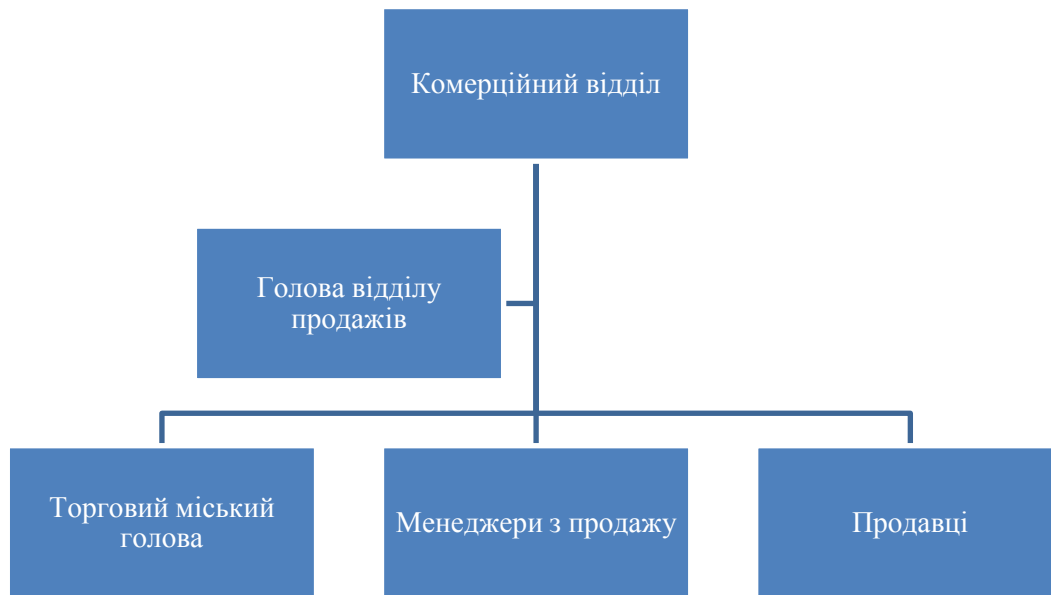 Комерційний відділ
Голова відділу
продажів
Торговий міський
голова
Менеджери з продажу
Продавці